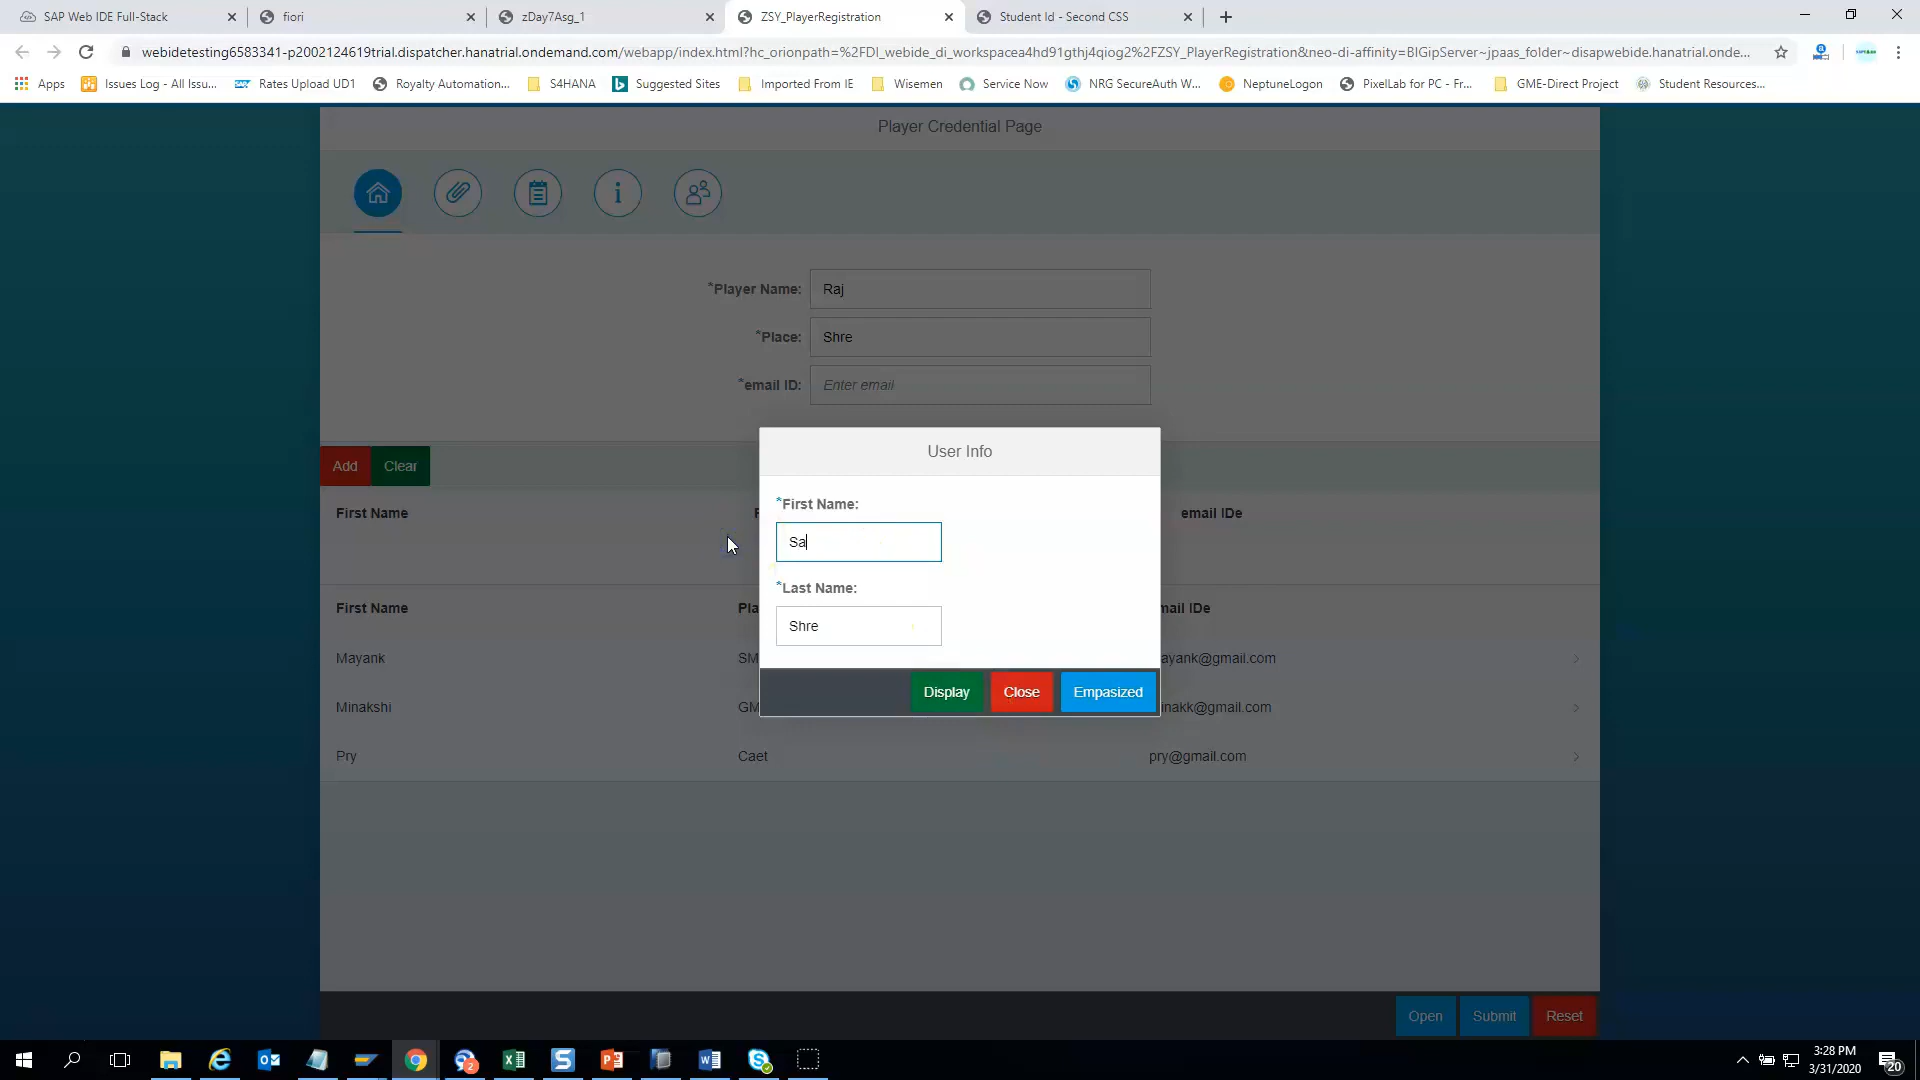 SAP Web IDE Full-Stack
fiori
zDay7Asg_1
ZSY_PlayerRegistration
Student Id - Second CSS
webidetesting6583341-p2002124619trial.dispatcher.hanatrial.ondemand.com/webapp/index.html?hc_orionpath=%2FDI_webide_di_workspacea4hd91gthj4qiog2%2FZSY_PlayerRegistration&neo-di-affinity=BIGipServer~jpaas_folder~disapwebide.hanatrial.onde...
Apps
Issues Log - All Issu...
Rates Upload UD1
Royalty Automation...
S4HANA
Suggested Sites
Imported From IE
Wisemen
Service Now
NRG SecureAuth W...
NeptuneLogon
PixelLab for PC - Fr...
GME-Direct Project
Student Resources...
Player Credential Page
*Player Name: Raj
*Place: Shre
*email ID: Enter email
Add Clear
First Name
email IDe
User Info
*First Name:
Sa
*Last Name:
Shre
Display Close Empasized
First Name Pla mail IDe
Mayank SM ayank@gmail.com
Minakshi GM inakk@gmail.com
Pry Caet pry@gmail.com
Open Submit Reset
2
3:28 PM
3/31/2020
20